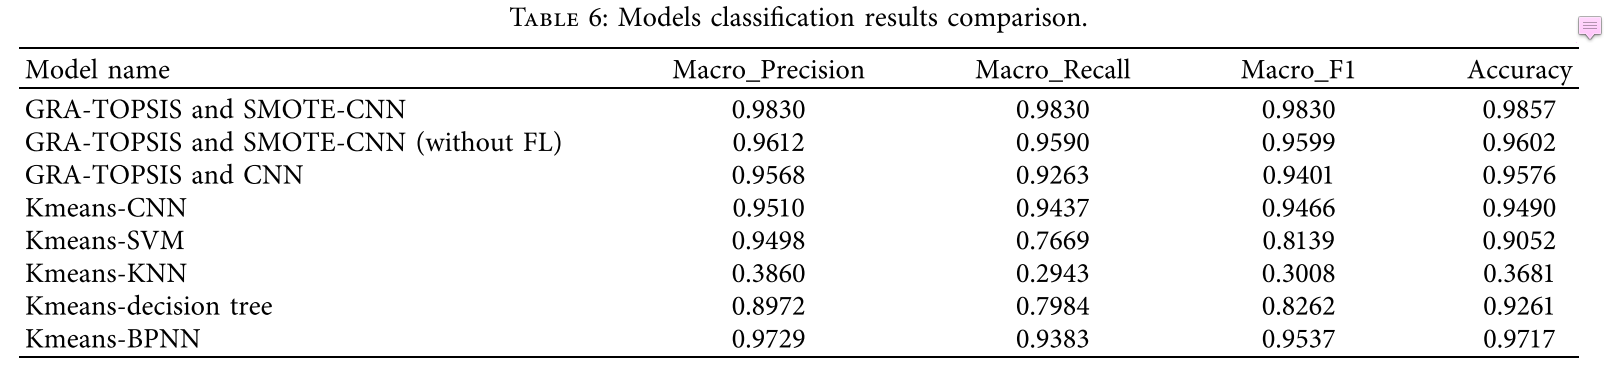 TABLE 6: Models classification results comparison.
Model name Macro_Precision Macro_Recall Macro_F1 Accuracy
GRA-TOPSIS and SMOTE-CNN 0.9830 0.9830 0.9830 0.9857
GRA-TOPSIS and SMOTE-CNN (without FL) 0.9612 0.9590 0.9599 0.9602
GRA-TOPSIS and CNN 0.9568 0.9263 0.9401 0.9576
Kmeans-CNN 0.9510 0.9437 0.9466 0.9490
Kmeans-SVM 0.9498 0.7669 0.8139 0.9052
Kmeans-KNN 0.3860 0.2943 0.3008 0.3681
Kmeans-decision tree 0.8972 0.7984 0.8262 0.9261
Kmeans-BPNN 0.9729 0.9383 0.9537 0.9717